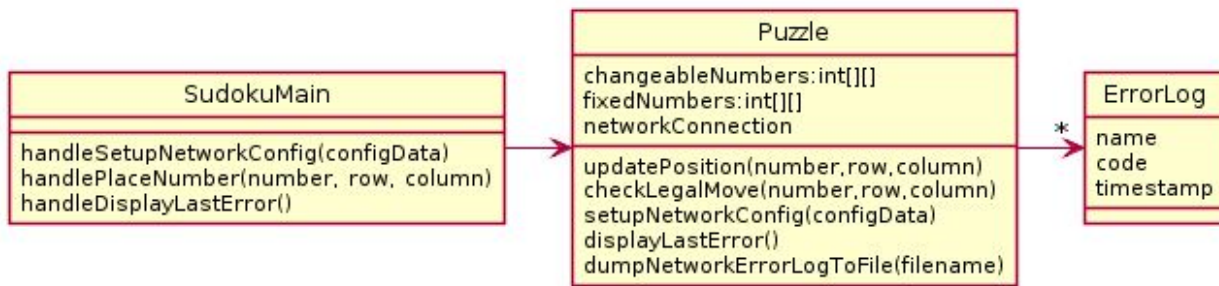 SudokuMain
handleSetupNetworkConfig(configData)
handlePlaceNumber(number, row, column)
handleDisplayLastError()
Puzzle
changeableNumbers:int[][]
fixedNumbers:int[][]
networkConnection
updatePosition(number,row,column)
checkLegalMove(number,row,column)
setupNetworkConfig(configData)
displayLastError()
dumpNetworkErrorLogToFile(filename)
*
ErrorLog
name
code
timestamp